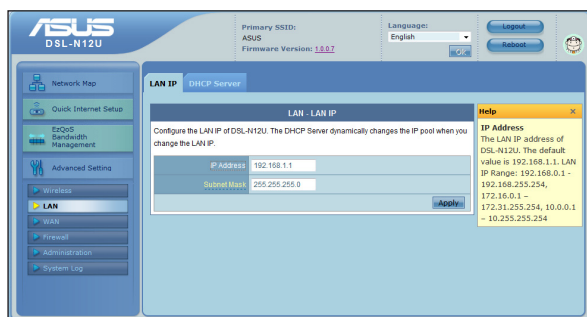 ASUS
DSL-N12U
Primary SSID:
ASUS
Firmware Version: 1.0.0.7
Language:
English
OK
Logout
Reboot
Network Map
Quick Internet Setup
EzQoS
Bandwidth
Management
Advanced Setting
Wireless
LAN
WAN
Firewall
Administration
System Log
LAN IP
DHCP Server
LAN - LAN IP
Configure the LAN IP of DSL-N12U. The DHCP Server dynamically changes the IP pool when you
change the LAN IP.
IP Address 192.168.1.1
Subnet Mask 255.255.255.0
Apply
Help ×
IP Address
The LAN IP address of
DSL-N12U. The default
value is 192.168.1.1. LAN
IP Range: 192.168.0.1 -
192.168.255.254,
172.16.0.1 –
172.31.255.254, 10.0.0.1
– 10.255.255.254